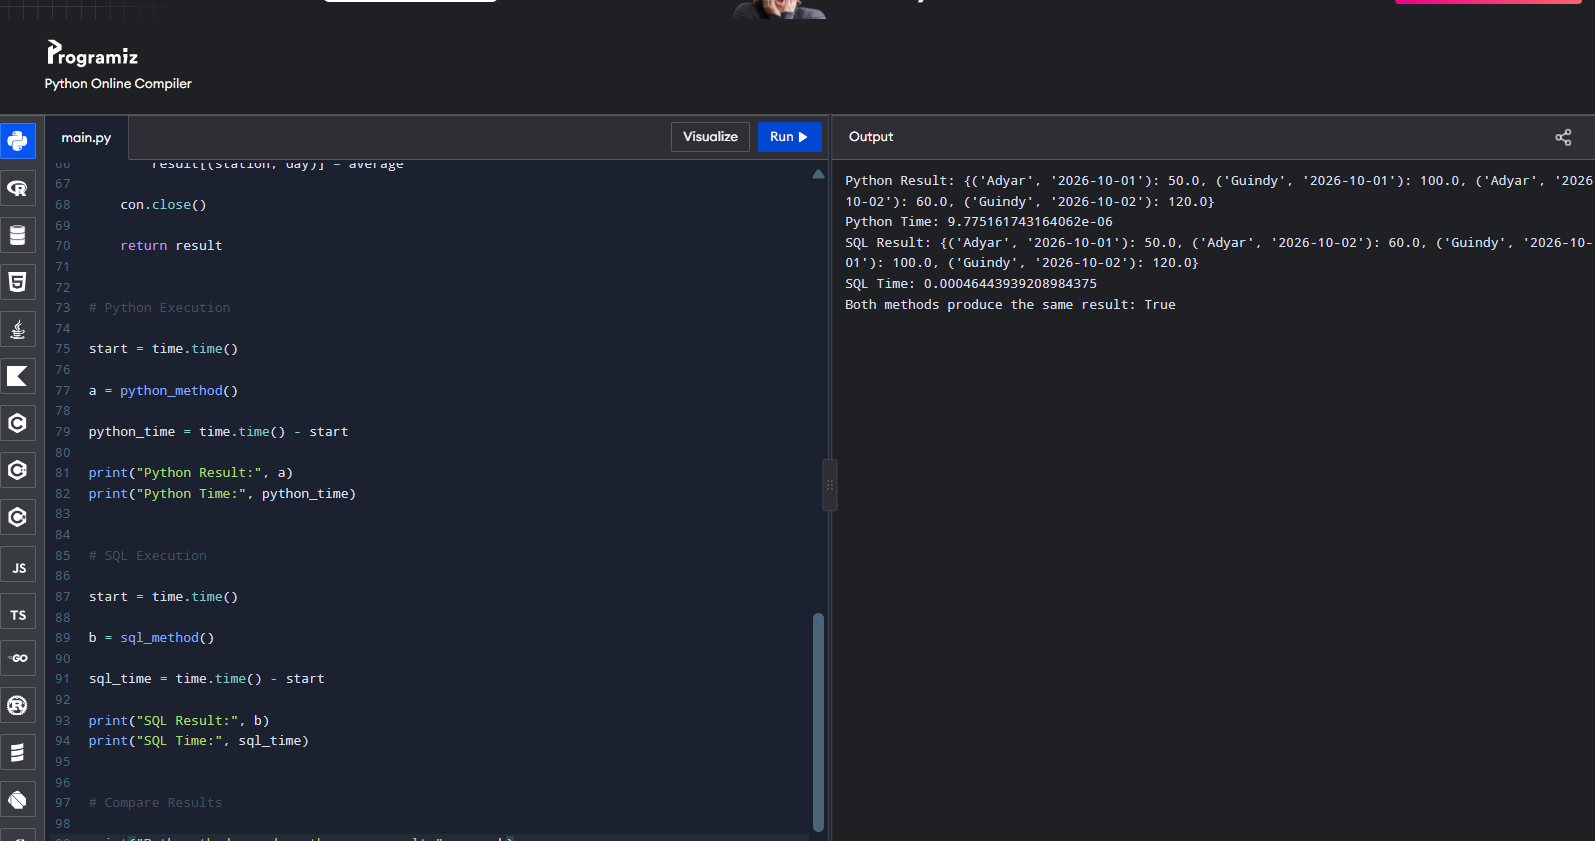 Programiz
Python Online Compiler
main.py
Visualize
Run
Output
66 result[(station, day)] = average
67
68 con.close()
69
70 return result
71
72
73 # Python Execution
74
75 start = time.time()
76
77 a = python_method()
78
79 python_time = time.time() - start
80
81 print("Python Result:", a)
82 print("Python Time:", python_time)
83
84
85 # SQL Execution
86
87 start = time.time()
88
89 b = sql_method()
90
91 sql_time = time.time() - start
92
93 print("SQL Result:", b)
94 print("SQL Time:", sql_time)
95
96
97 # Compare Results
98
JS
TS
GO
Python Result: {('Adyar', '2026-10-01'): 50.0, ('Guindy', '2026-10-01'): 100.0, ('Adyar', '2026
10-02'): 60.0, ('Guindy', '2026-10-02'): 120.0}
Python Time: 9.775161743164062e-06
SQL Result: {('Adyar', '2026-10-01'): 50.0, ('Adyar', '2026-10-02'): 60.0, ('Guindy', '2026-10-
01'): 100.0, ('Guindy', '2026-10-02'): 120.0}
SQL Time: 0.00046443939208984375
Both methods produce the same result: True